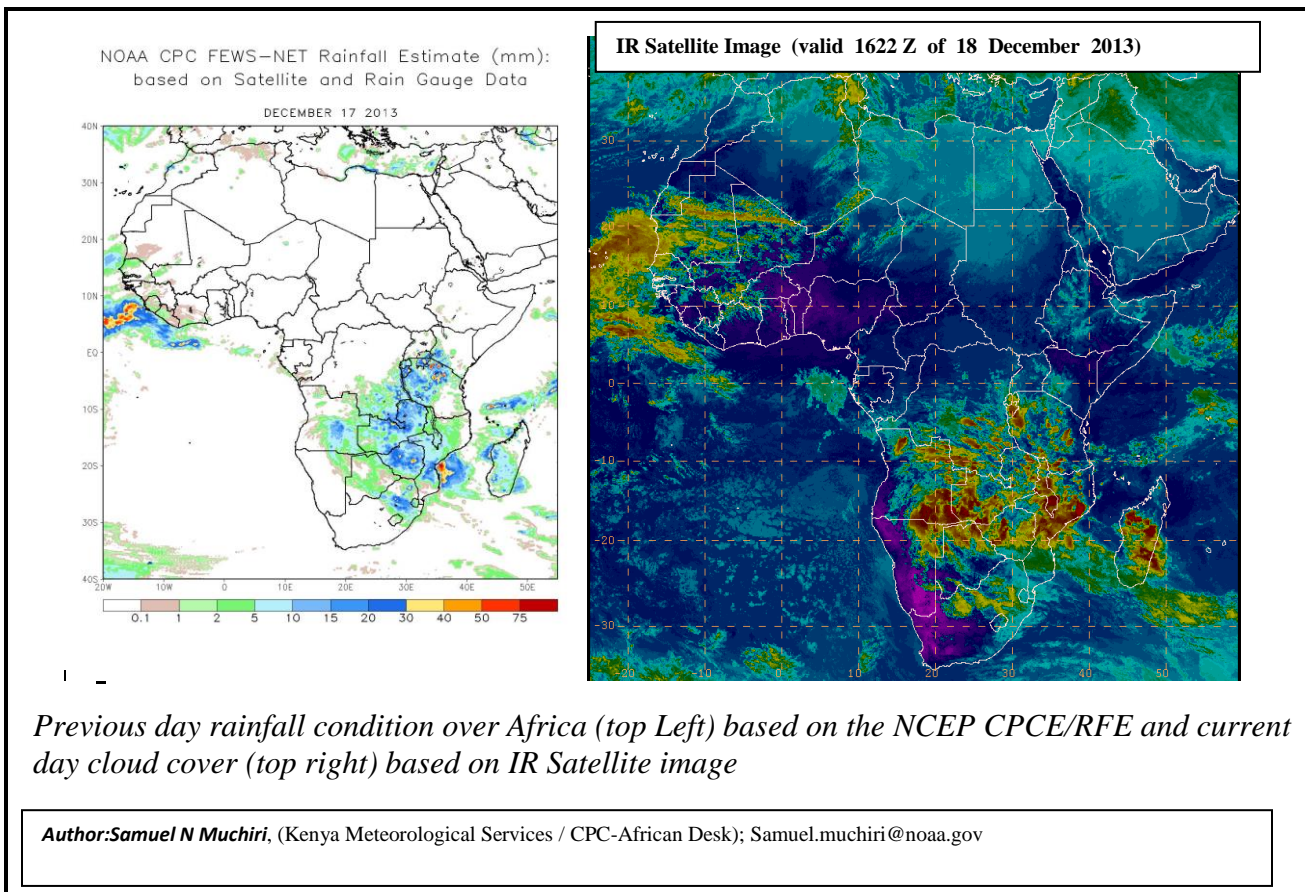 NOAA CPC FEWS-NET Rainfall Estimate (mm):
based on Satellite and Rain Gauge Data
DECEMBER 17 2013
40N
30N
20N
10N
EQ
10S
20S
30S
40S
20W 10W 0 10E 20E 30E 40E 50E
0.1 1 2 5 10 15 20 30 40 50 75
IR Satellite Image (valid 1622 Z of 18 December 2013)
30
0
-10
-20
-30
-20 -10 0 10 20 30 40 50
Previous day rainfall condition over Africa (top Left) based on the NCEP CPCE/RFE and current
day cloud cover (top right) based on IR Satellite image
Author:Samuel N Muchiri, (Kenya Meteorological Services / CPC-African Desk); Samuel.muchiri@noaa.gov